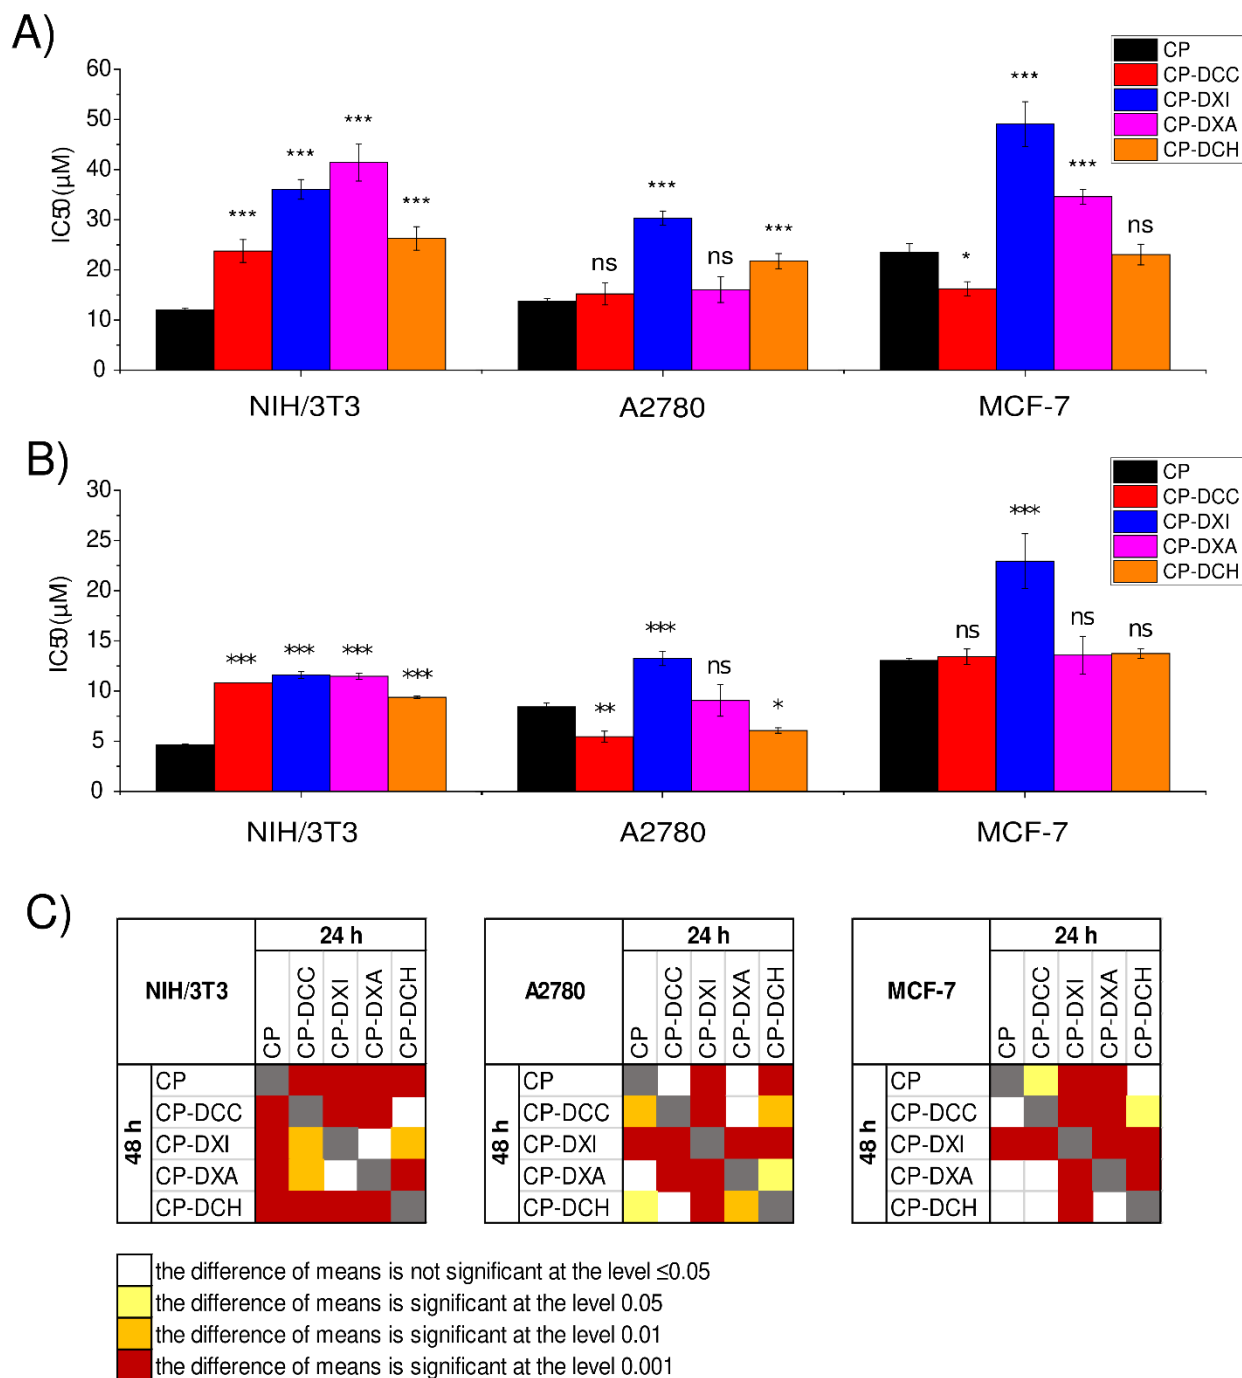 A)
CP
CP-DCC
CP-DXI
CP-DXA
CP-DCH
IC50 (µM)
60
50
40
30
20
10
0
*** *** *** ***
ns *** ns ***
* *** *** ns
NIH/3T3 A2780 MCF-7
B)
CP
CP-DCC
CP-DXI
CP-DXA
CP-DCH
IC50 (µM)
30
25
20
15
10
5
0
*** *** *** ***
** *** ns *
ns *** ns ns
NIH/3T3 A2780 MCF-7
C)
NIH/3T3
24 h
CP CP-DCC CP-DXI CP-DXA CP-DCH
48 h
CP
CP-DCC
CP-DXI
CP-DXA
CP-DCH
A2780
24 h
CP CP-DCC CP-DXI CP-DXA CP-DCH
48 h
CP
CP-DCC
CP-DXI
CP-DXA
CP-DCH
MCF-7
24 h
CP CP-DCC CP-DXI CP-DXA CP-DCH
48 h
CP
CP-DCC
CP-DXI
CP-DXA
CP-DCH
the difference of means is not significant at the level ≤0.05
the difference of means is significant at the level 0.05
the difference of means is significant at the level 0.01
the difference of means is significant at the level 0.001